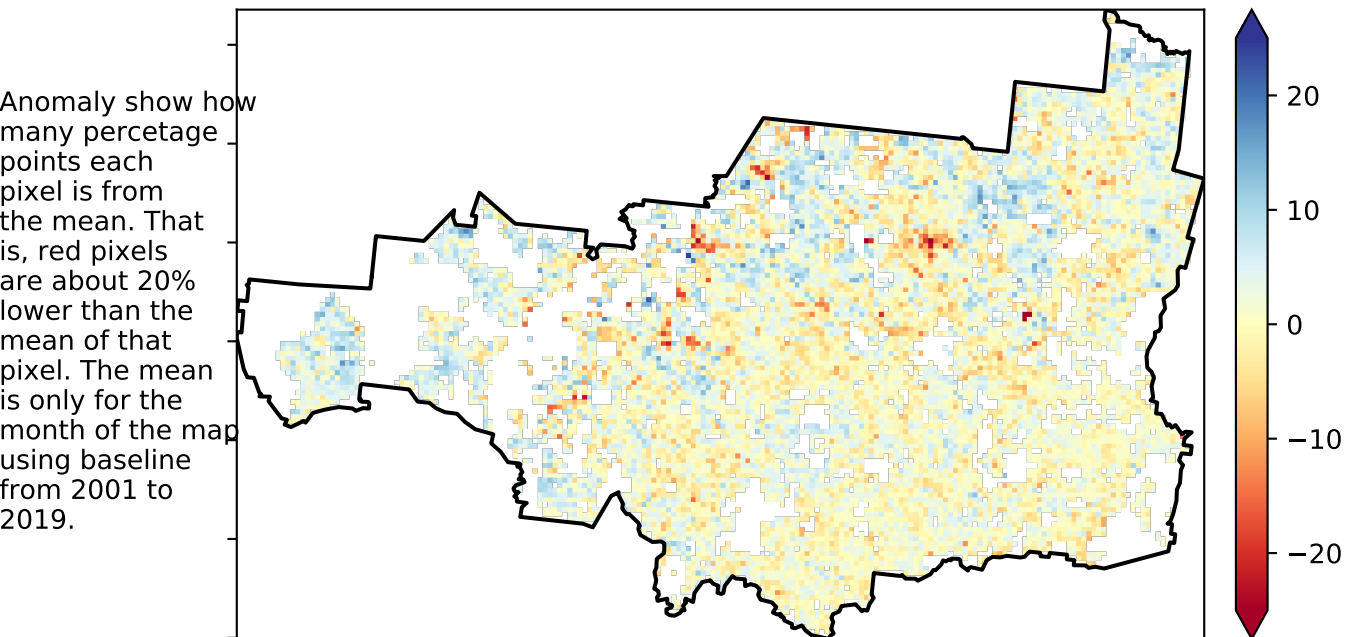 Anomaly show how
many percetage
points each
pixel is from
the mean. That
is, red pixels
are about 20%
lower than the
mean of that
pixel. The mean
is only for the
month of the map
using baseline
from 2001 to
2019.
20
10
0
−10
−20